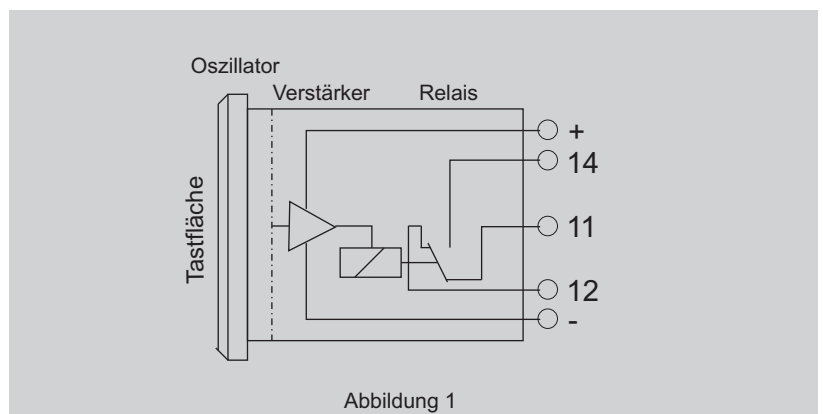 Oszillator
Verstärker Relais
Tastfläche
+
14
11
12
-
Abbildung 1